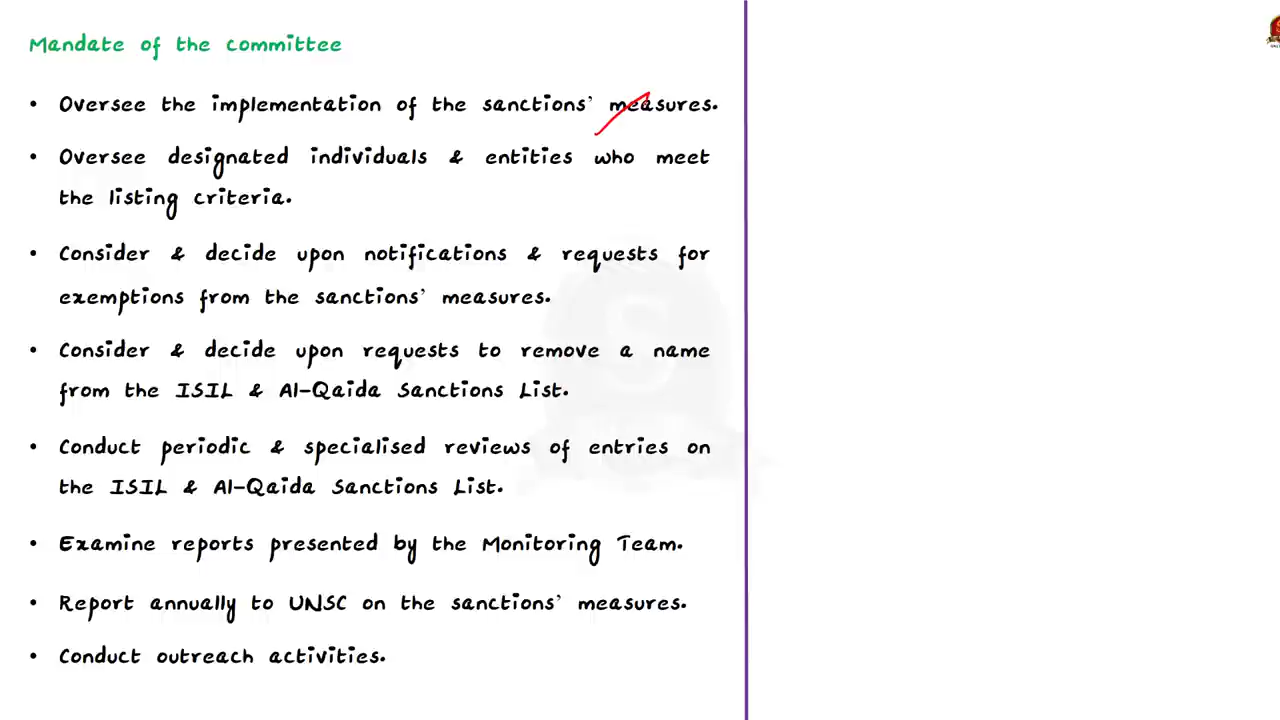 Mandate of the committee
• Oversee the implementation of the sanctions' measures.
• Oversee designated individuals & entities who meet
the listing criteria.
• Consider & decide upon notifications & requests for
exemptions from the sanctions' measures.
• Consider & decide upon requests to remove a name
from the ISIL & Al-Qaida Sanctions List.
• Conduct periodic & specialised reviews of entries on
the ISIL & Al-Qaida Sanctions List.
• Examine reports presented by the Monitoring Team.
• Report annually to UNSC on the sanctions' measures.
• Conduct outreach activities.